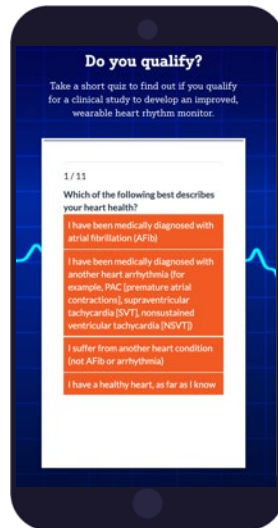 Do you qualify?
Take a short quiz to find out if you qualify
for a clinical study to develop an improved,
wearable heart rhythm monitor.
1 / 11
Which of the following best describes
your heart health?
I have been medically diagnosed with
atrial fibrillation (AFib)
I have been medically diagnosed with
another heart arrhythmia (for
example, PAC [premature atrial
contractions], supraventricular
tachycardia [SVT], nonsustained
ventricular tachycardia [NSVT])
I suffer from another heart condition
(not AFib or arrhythmia)
I have a healthy heart, as far as I know